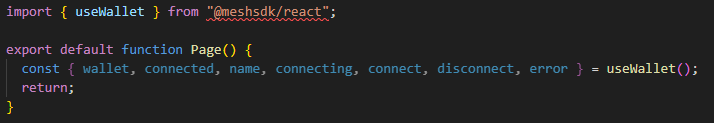 import { useWallet } from "@meshsdk/react";
export default function Page() {
  const { wallet, connected, name, connecting, connect, disconnect, error } = useWallet();
  return;
}